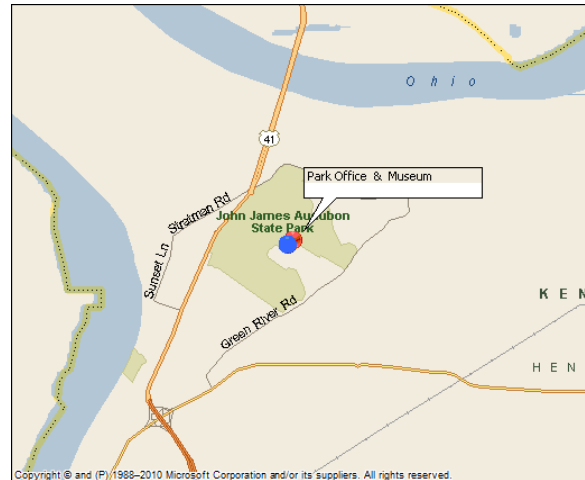 Ohio
41
Park Office & Museum
Stratman Rd
John James Audubon
State Park
Sunset Ln
Green River Rd
KEN
HEN
Copyright © and (P) 1988–2010 Microsoft Corporation and/or its suppliers. All rights reserved.